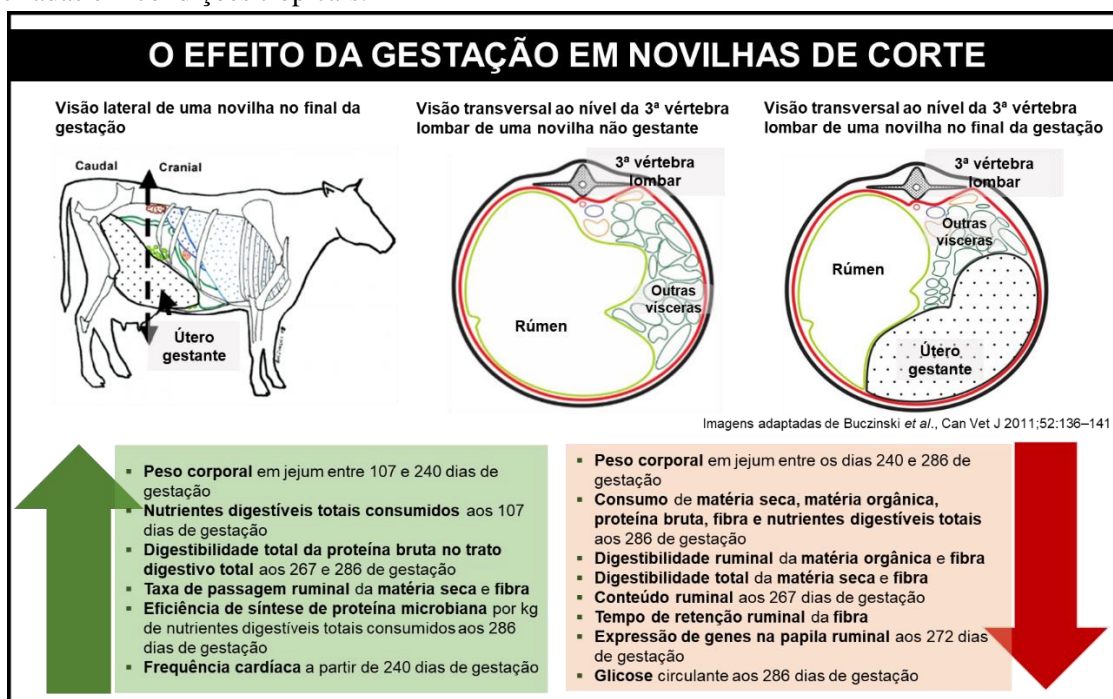 O EFEITO DA GESTAÇÃO EM NOVILHAS DE CORTE
Visão lateral de uma novilha no final da
gestação
Caudal Cranial
Útero
gestante
Visão transversal ao nível da 3ª vértebra
lombar de uma novilha não gestante
3ª vértebra
lombar
Rúmen
Outras
vísceras
Visão transversal ao nível da 3ª vértebra
lombar de uma novilha no final da gestação
3ª vértebra
lombar
Outras
vísceras
Rúmen
Útero
gestante
Imagens adaptadas de Buczinski et al., Can Vet J 2011;52:136–141
▪ Peso corporal em jejum entre 107 e 240 dias de
gestação
▪ Nutrientes digestíveis totais consumidos aos 107
dias de gestação
▪ Digestibilidade total da proteína bruta no trato
digestivo total aos 267 e 286 de gestação
▪ Taxa de passagem ruminal da matéria seca e fibra
▪ Eficiência de síntese de proteína microbiana por kg
de nutrientes digestíveis totais consumidos aos 286
dias de gestação
▪ Frequência cardíaca a partir de 240 dias de gestação
▪ Peso corporal em jejum entre os dias 240 e 286 de
gestação
▪ Consumo de matéria seca, matéria orgânica,
proteína bruta, fibra e nutrientes digestíveis totais
aos 286 de gestação
▪ Digestibilidade ruminal da matéria orgânica e fibra
▪ Digestibilidade total da matéria seca e fibra
▪ Conteúdo ruminal aos 267 dias de gestação
▪ Tempo de retenção ruminal da fibra
▪ Expressão de genes na papila ruminal aos 272 dias
de gestação
▪ Glicose circulante aos 286 dias de gestação